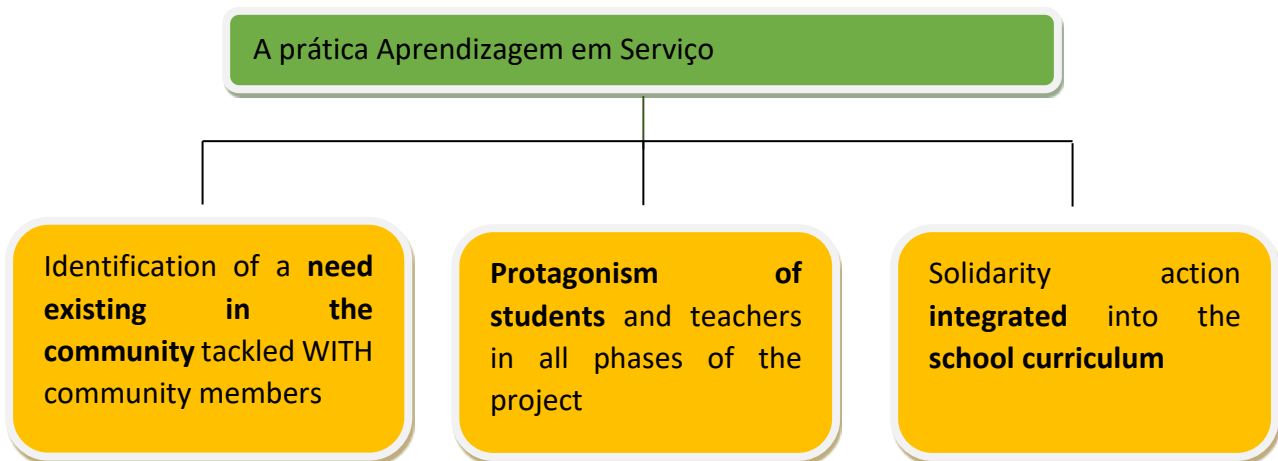 A prática Aprendizagem em Serviço
Identification of a need
existing in the
community tackled WITH
community members
Protagonism of
students and teachers
in all phases of the
project
Solidarity action
integrated into the
school curriculum